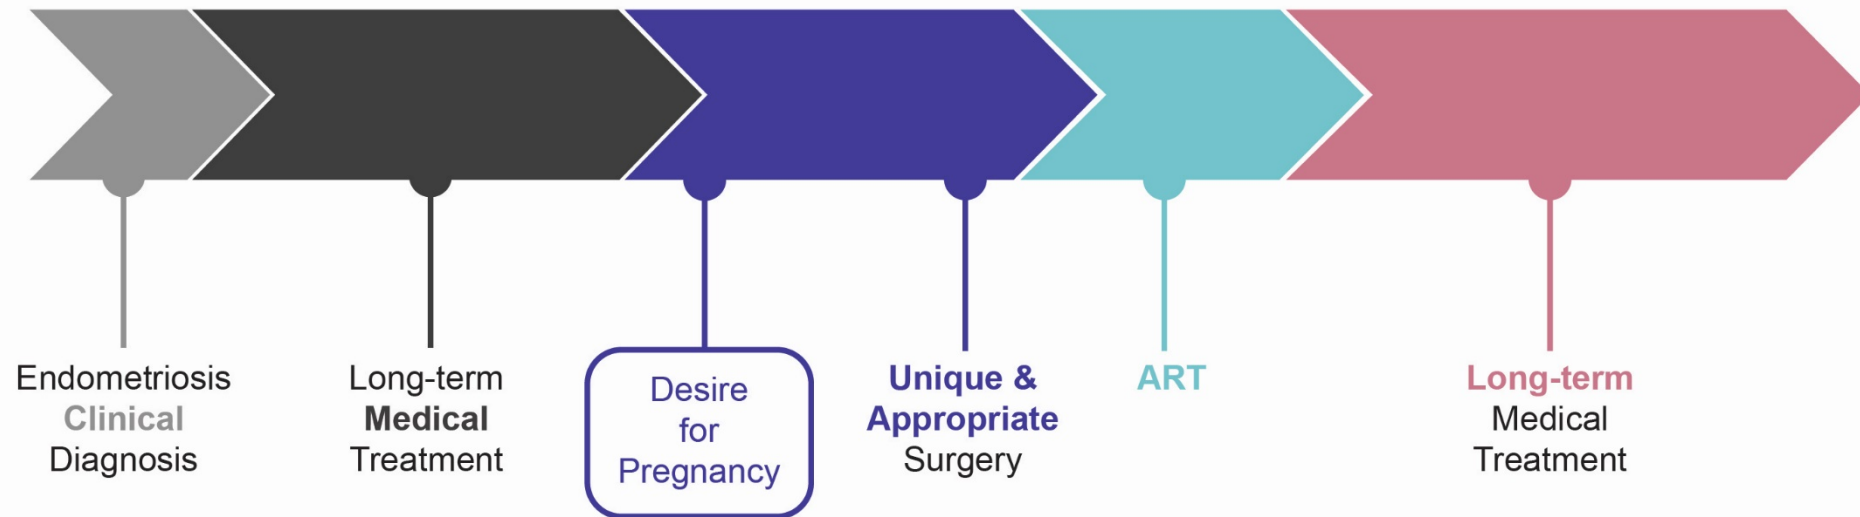 Endometriosis
Clinical
Diagnosis
Long-term
Medical
Treatment
Desire
for
Pregnancy
Unique &
Appropriate
Surgery
ART
Long-term
Medical
Treatment